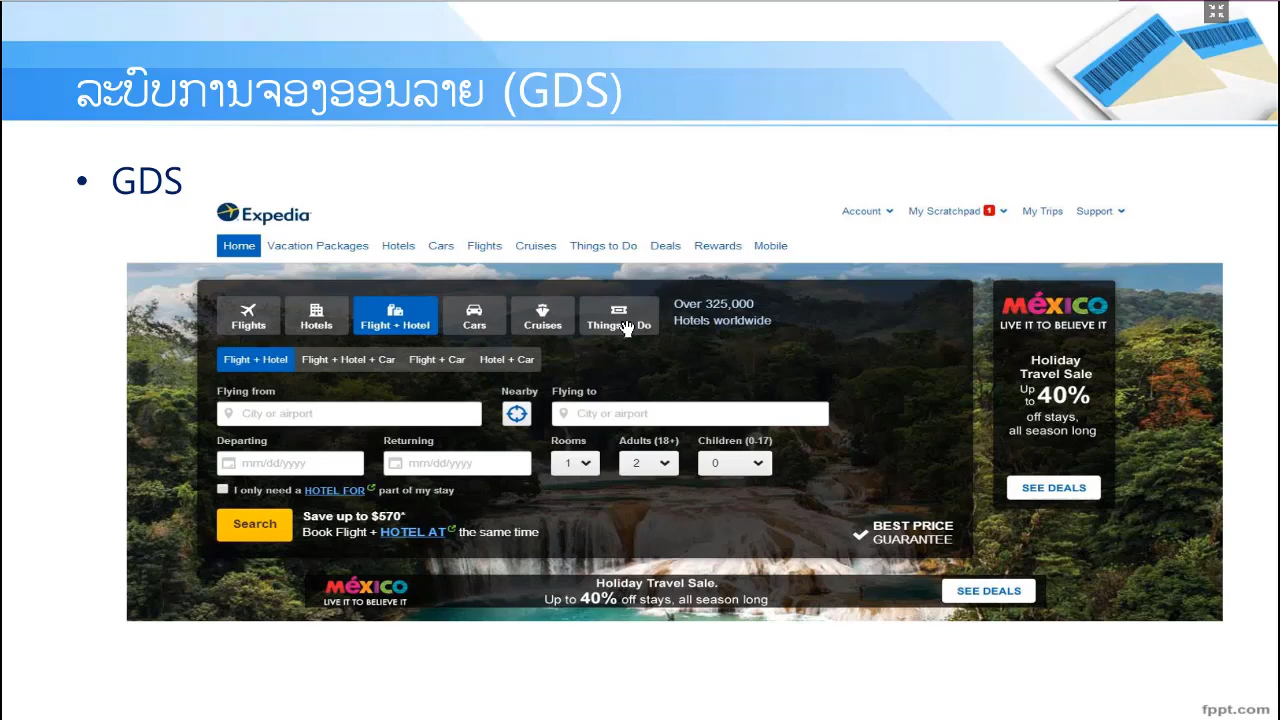 ລະບົບການຈອງອອນລາຍ (GDS)
• GDS
Expedia
Account My Scratchpad 1 My Trips Support
Home Vacation Packages Hotels Cars Flights Cruises Things to Do Deals Rewards Mobile
Flights Hotels Flight + Hotel Cars Cruises Things to Do
Over 325,000
Hotels worldwide
Flight + Hotel Flight + Hotel + Car Flight + Car Hotel + Car
Flying from Nearby Flying to
City or airport City or airport
Departing Returning Rooms Adults (18+) Children (0-17)
mm/dd/yyyy mm/dd/yyyy 1 2 0
I only need a HOTEL FOR part of my stay
Search
Save up to $570*
Book Flight + HOTEL AT the same time
BEST PRICE
GUARANTEE
méxico
LIVE IT TO BELIEVE IT
Holiday
Travel Sale
Up to 40%
off stays,
all season long
SEE DEALS
méxico
LIVE IT TO BELIEVE IT
Holiday Travel Sale.
Up to 40% off stays, all season long
SEE DEALS
fppt.com